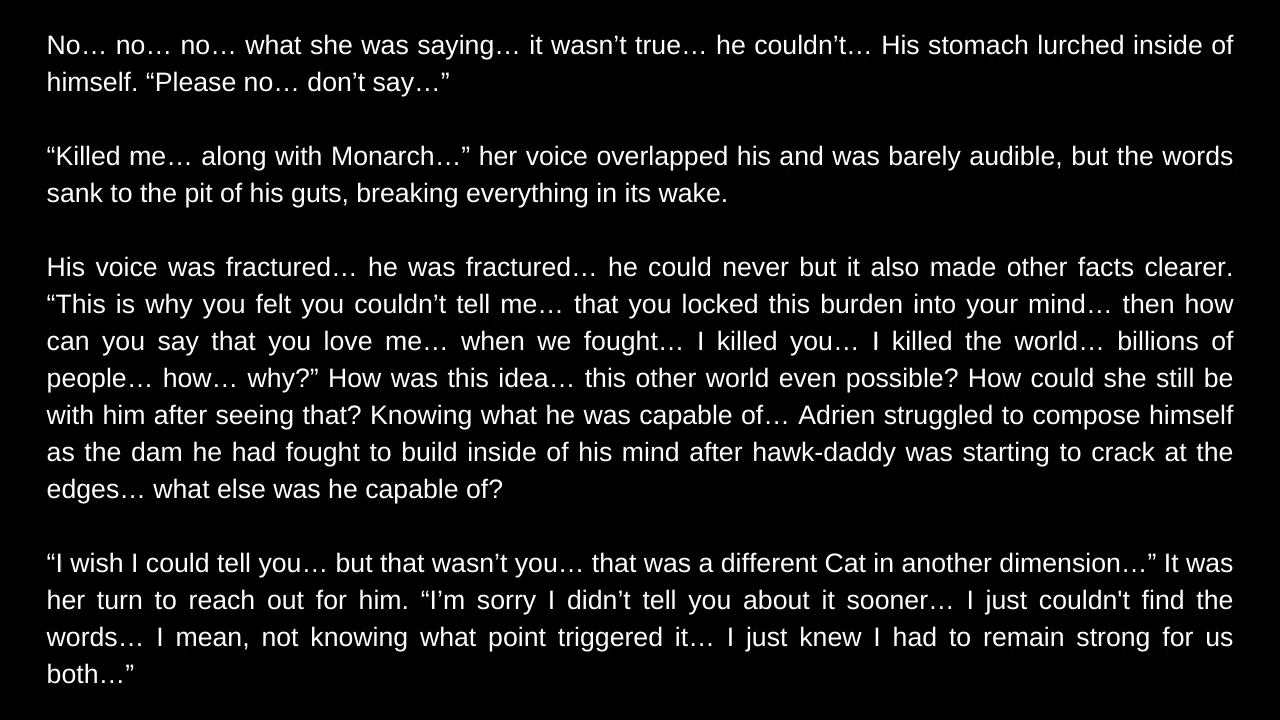 No… no… no… what she was saying… it wasn’t true… he couldn’t… His stomach lurched inside of
himself. “Please no… don’t say…”
“Killed me… along with Monarch…” her voice overlapped his and was barely audible, but the words
sank to the pit of his guts, breaking everything in its wake.
His voice was fractured… he was fractured… he could never but it also made other facts clearer.
“This is why you felt you couldn’t tell me… that you locked this burden into your mind… then how
can you say that you love me… when we fought… I killed you… I killed the world… billions of
people… how… why?” How was this idea… this other world even possible? How could she still be
with him after seeing that? Knowing what he was capable of… Adrien struggled to compose himself
as the dam he had fought to build inside of his mind after hawk-daddy was starting to crack at the
edges… what else was he capable of?
“I wish I could tell you… but that wasn’t you… that was a different Cat in another dimension…” It was
her turn to reach out for him. “I’m sorry I didn’t tell you about it sooner… I just couldn't find the
words… I mean, not knowing what point triggered it… I just knew I had to remain strong for us
both…”